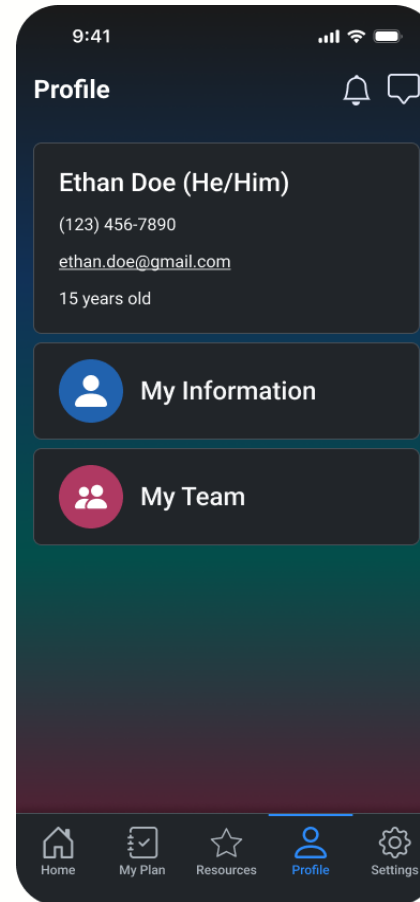 9:41
Profile
Ethan Doe (He/Him)
(123) 456-7890
ethan.doe@gmail.com
15 years old
My Information
My Team
Home My Plan Resources Profile Settings